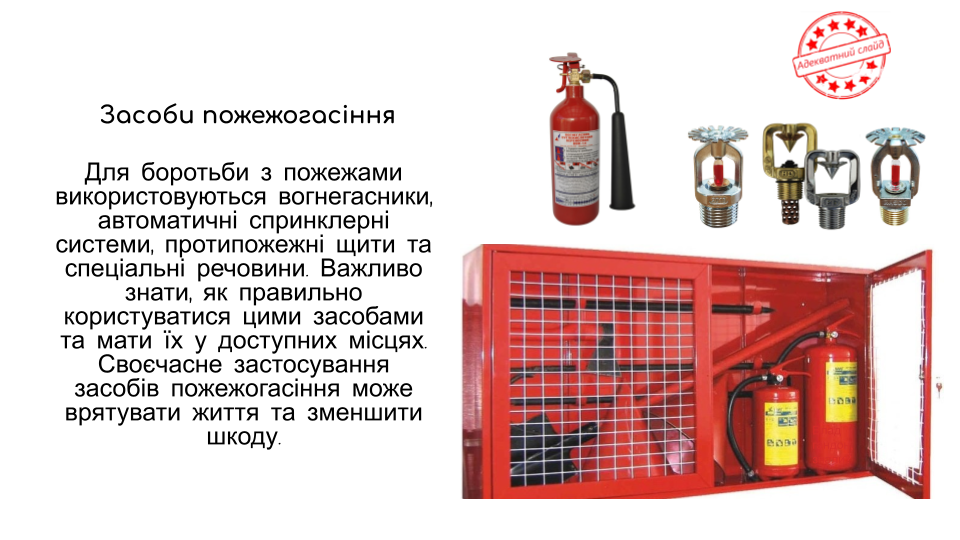 Адекватний слайд
Засоби пожежогасіння
Для боротьби з пожежами
використовуються вогнегасники,
автоматичні спринклерні
системи, протипожежні щити та
спеціальні речовини. Важливо
знати, як правильно
користуватися цими засобами
та мати їх у доступних місцях.
Своєчасне застосування
засобів пожежогасіння може
врятувати життя та зменшити
шкоду.